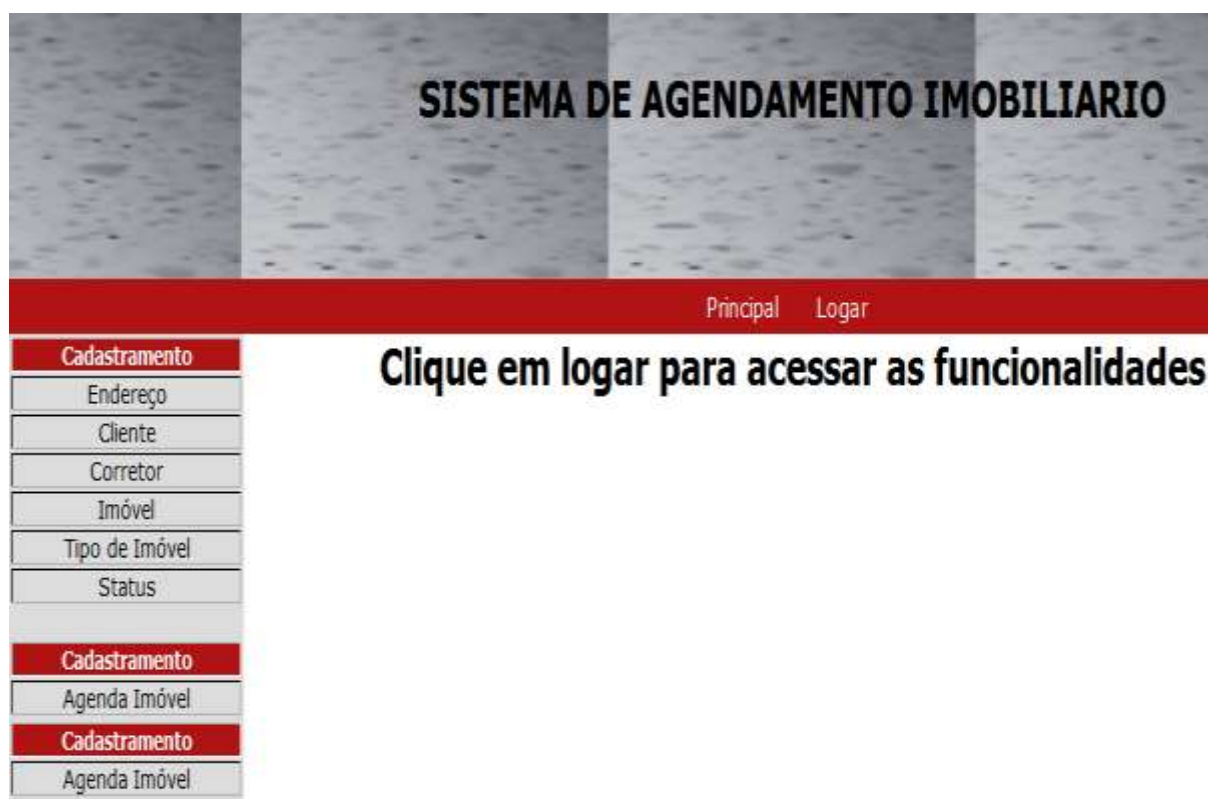 SISTEMA DE AGENDAMENTO IMOBILIARIO
Principal Logar
Cadastramento
Endereço
Cliente
Corretor
Imóvel
Tipo de Imóvel
Status
Cadastramento
Agenda Imóvel
Cadastramento
Agenda Imóvel
Clique em logar para acessar as funcionalidades